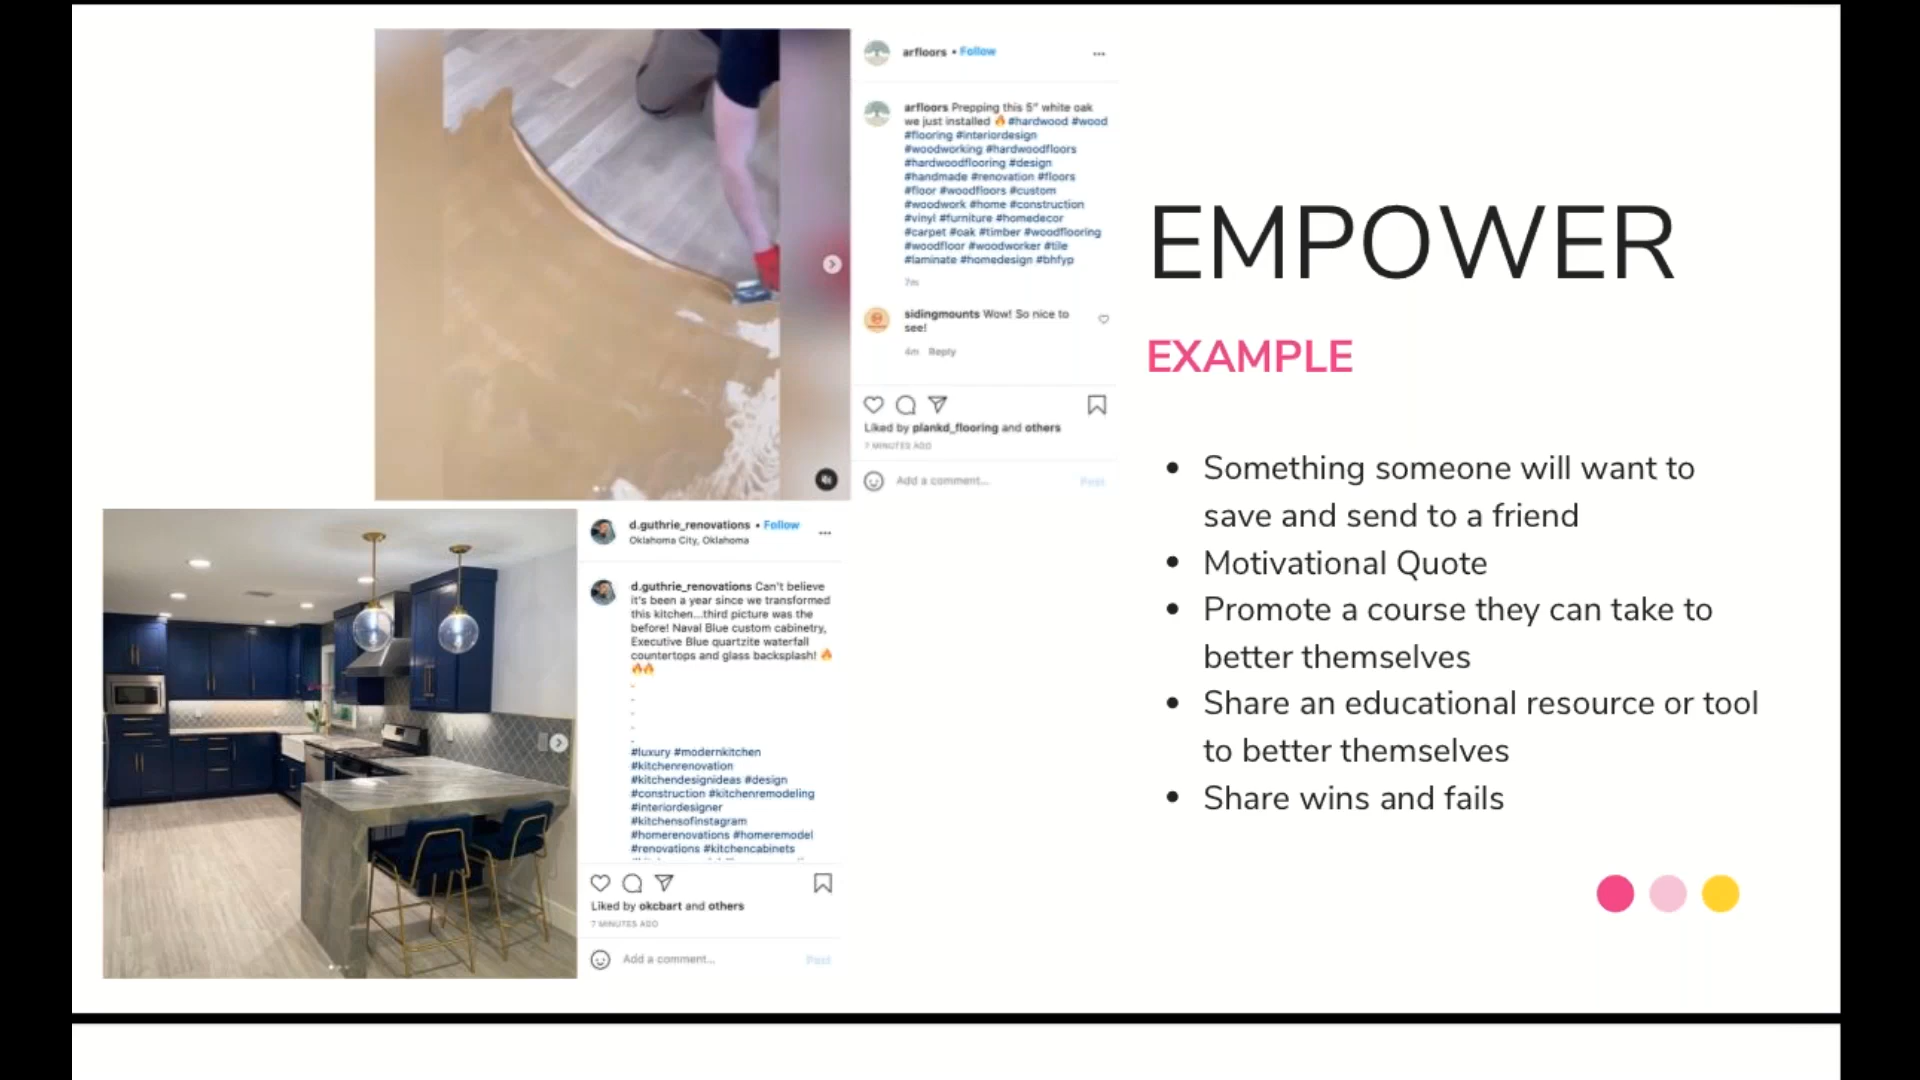 arfloors • Follow
arfloors Prepping this 5" white oak
we just installed 🔥 #hardwood #wood
#flooring #interiordesign
#woodworking #hardwoodfloors
#hardwoodflooring #design
#handmade #renovation #floors
#floor #woodfloors #custom
#woodwork #home #construction
#vinyl #furniture #homedecor
#carpet #oak #timber #woodflooring
#woodfloor #woodworker #tile
#laminate #homedesign #bhfyp
7m
sidingmounts Wow! So nice to
see!
4m Reply
Liked by plankd_flooring and others
7 MINUTES AGO
Add a comment... Post
d.guthrie_renovations • Follow
Oklahoma City, Oklahoma
d.guthrie_renovations Can't believe
it's been a year since we transformed
this kitchen...third picture was the
before! Naval Blue custom cabinetry,
Executive Blue quartzite waterfall
countertops and glass backsplash! 🔥
🔥🔥
-
-
-
-
-
#luxury #modernkitchen
#kitchenrenovation
#kitchendesignideas #design
#construction #kitchenremodeling
#interiordesigner
#kitchensofinstagram
#homerenovations #homeremodel
#renovations #kitchencabinets
Liked by okcbart and others
7 MINUTES AGO
Add a comment... Post
EMPOWER
EXAMPLE
• Something someone will want to
save and send to a friend
• Motivational Quote
• Promote a course they can take to
better themselves
• Share an educational resource or tool
to better themselves
• Share wins and fails